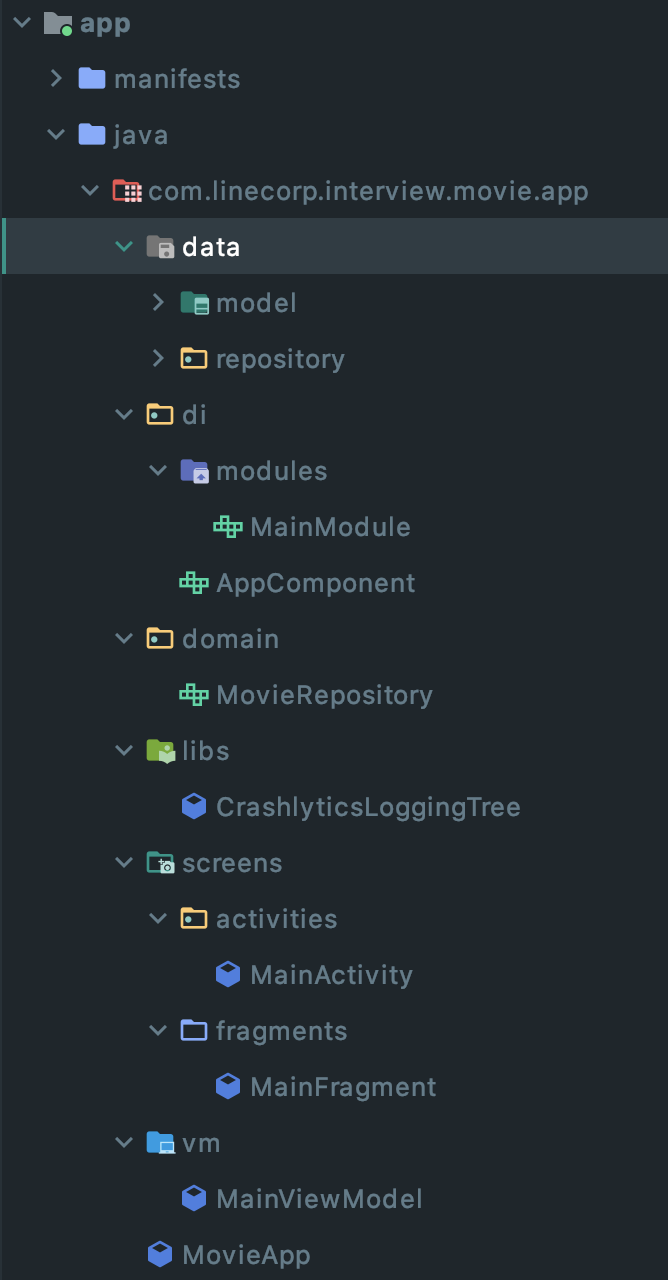 app
manifests
java
com.linecorp.interview.movie.app
data
model
repository
di
modules
MainModule
AppComponent
domain
MovieRepository
libs
CrashlyticsLoggingTree
screens
activities
MainActivity
fragments
MainFragment
vm
MainViewModel
MovieApp